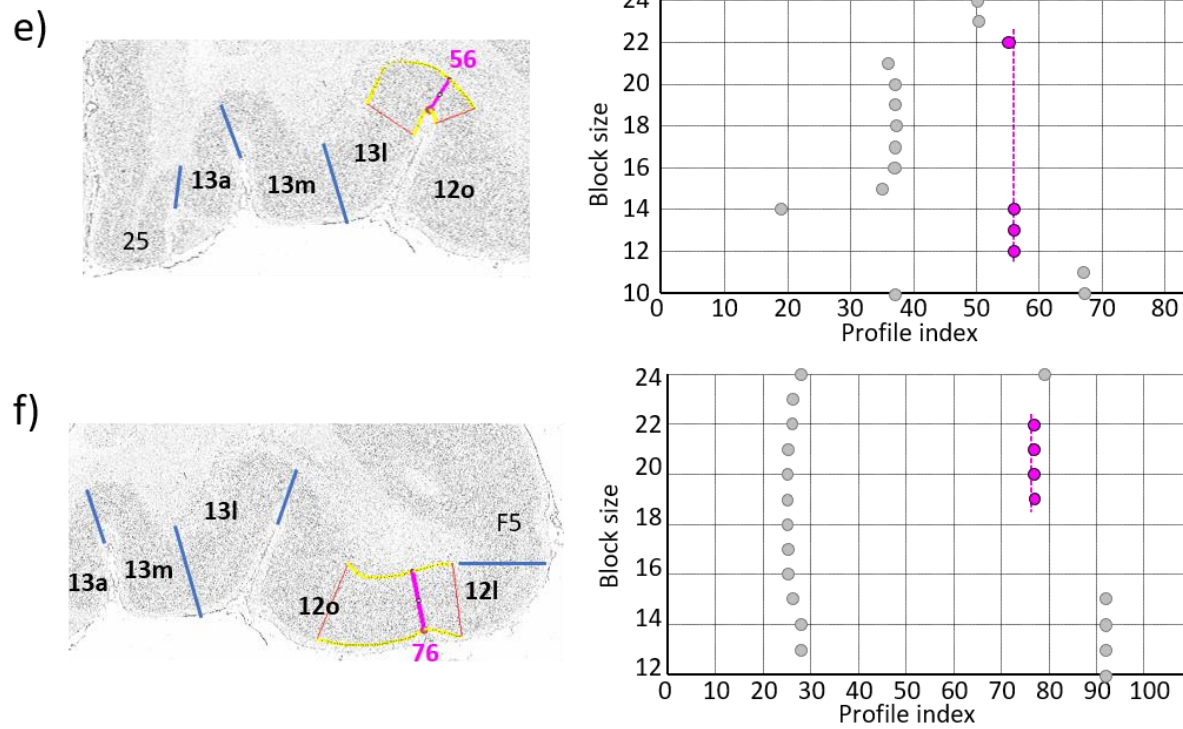 e)
56
13a
13m
13l
12o
25
24
22
20
18
16
14
12
10
Block size
0 10 20 30 40 50 60 70 80
Profile index
f)
13l
F5
13a
13m
12o
12l
76
24
22
20
18
16
14
12
Block size
0 10 20 30 40 50 60 70 80 90 100
Profile index